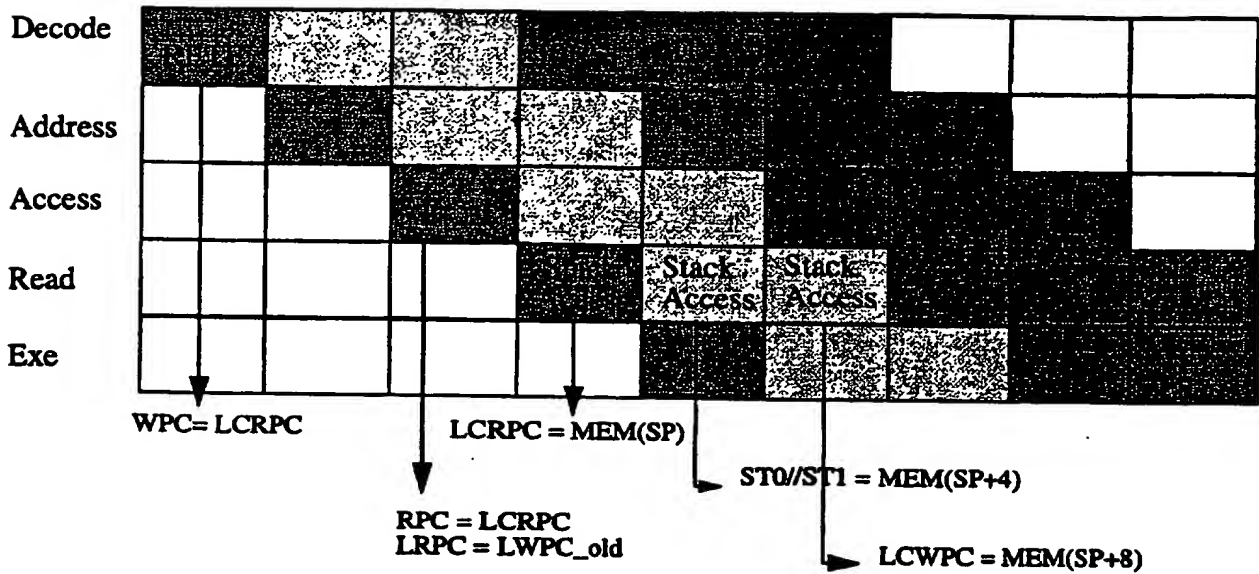 Decode
Address
Access
Read
Stack Access
Stack Access
Exe
WPC= LCRPC
LCRPC = MEM(SP)
ST0//ST1 = MEM(SP+4)
RPC = LCRPC
LRPC = LWPC_old
LCWPC = MEM(SP+8)